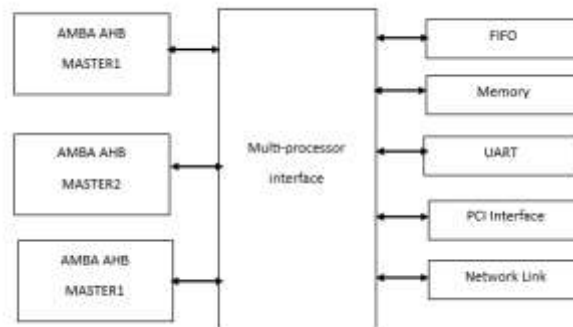 AMBA AHB
MASTER1
AMBA AHB
MASTER2
AMBA AHB
MASTER1
Multi-processor
interface
FIFO
Memory
UART
PCI Interface
Network Link